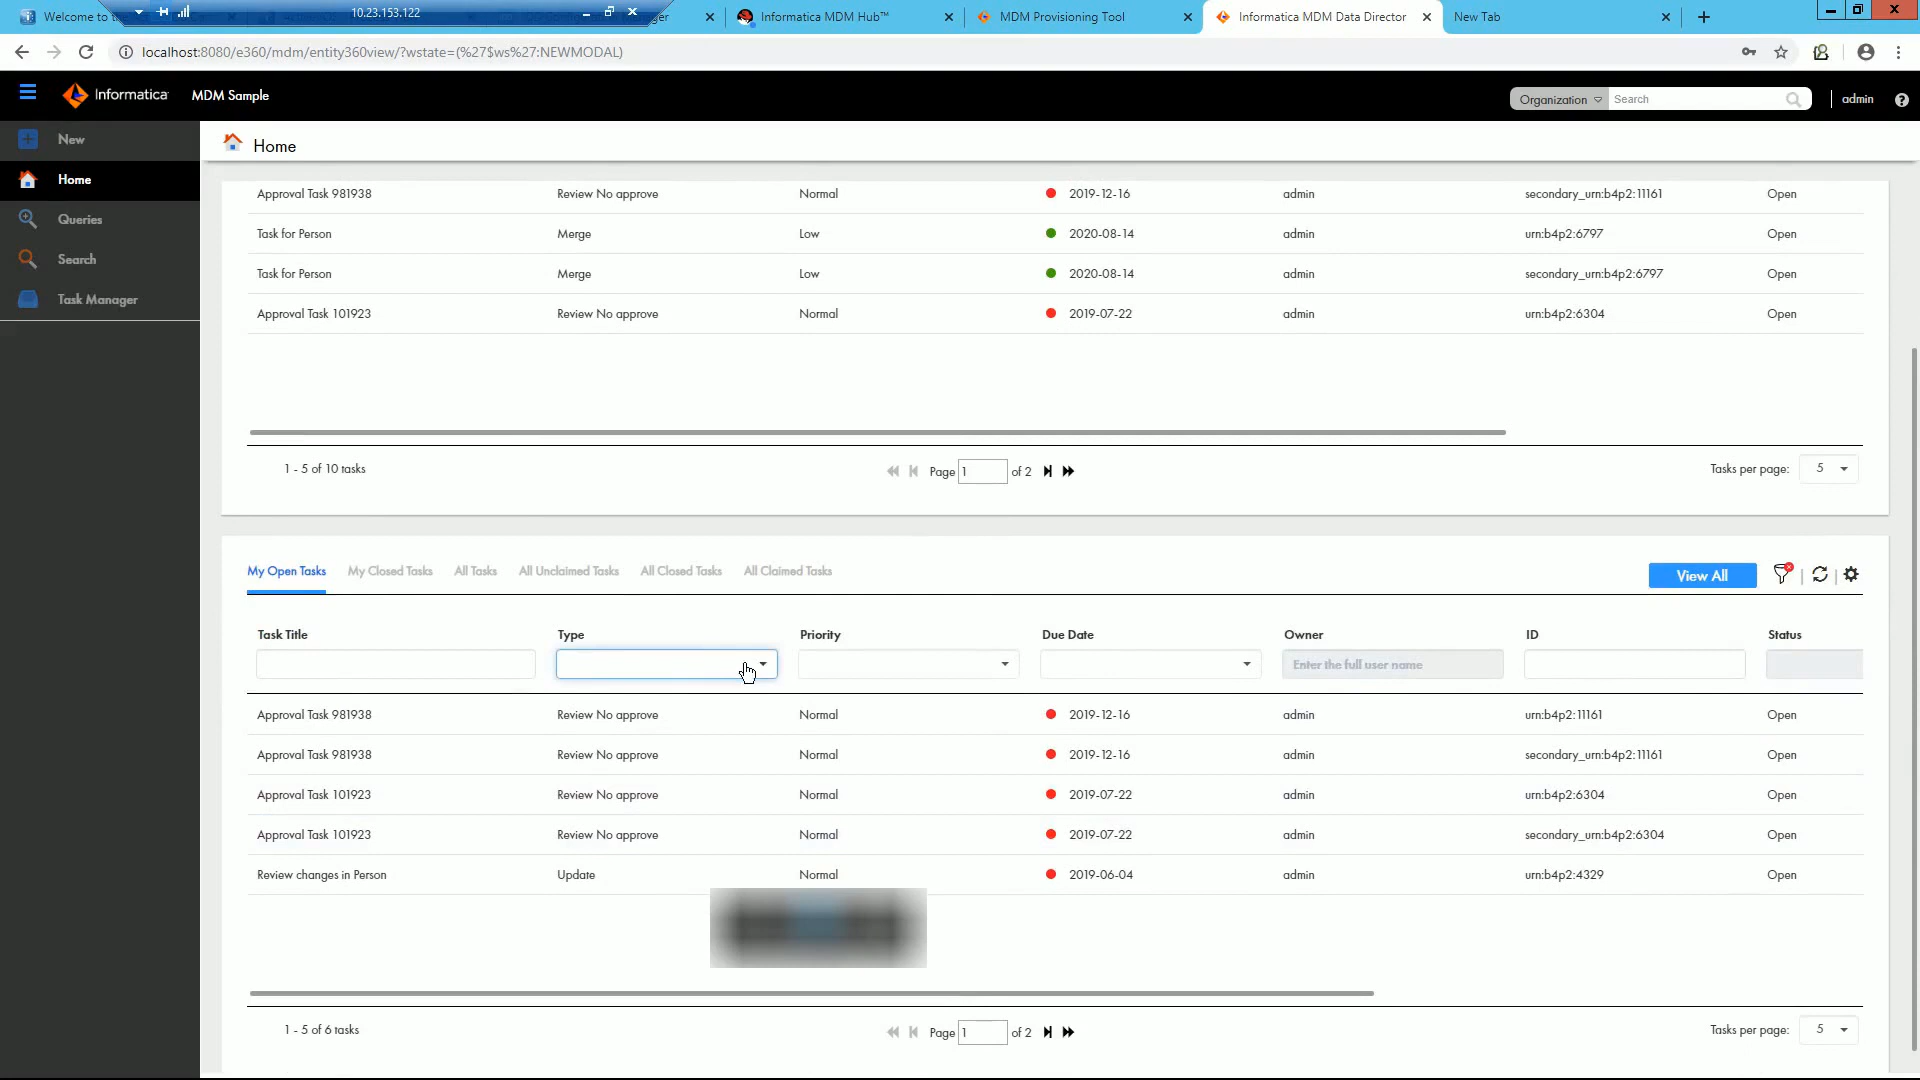 Welcome to th
10.23.153.122
Informatica MDM Hub™
MDM Provisioning Tool
Informatica MDM Data Director
New Tab
localhost:8080/e360/mdm/entity360view/?wstate=(%27$ws%27:NEWMODAL)
Informatica MDM Sample
Organization Search admin
New
Home
Queries
Search
Task Manager
Home
Approval Task 981938 Review No approve Normal 2019-12-16 admin secondary_urn:b4p2:11161 Open
Task for Person Merge Low 2020-08-14 admin urn:b4p2:6797 Open
Task for Person Merge Low 2020-08-14 admin secondary_urn:b4p2:6797 Open
Approval Task 101923 Review No approve Normal 2019-07-22 admin urn:b4p2:6304 Open
1 - 5 of 10 tasks Page 1 of 2 Tasks per page: 5
My Open Tasks My Closed Tasks All Tasks All Unclaimed Tasks All Closed Tasks All Claimed Tasks View All
Task Title Type Priority Due Date Owner ID Status
Enter the full user name
Approval Task 981938 Review No approve Normal 2019-12-16 admin urn:b4p2:11161 Open
Approval Task 981938 Review No approve Normal 2019-12-16 admin secondary_urn:b4p2:11161 Open
Approval Task 101923 Review No approve Normal 2019-07-22 admin urn:b4p2:6304 Open
Approval Task 101923 Review No approve Normal 2019-07-22 admin secondary_urn:b4p2:6304 Open
Review changes in Person Update Normal 2019-06-04 admin urn:b4p2:4329 Open
1 - 5 of 6 tasks Page 1 of 2 Tasks per page: 5